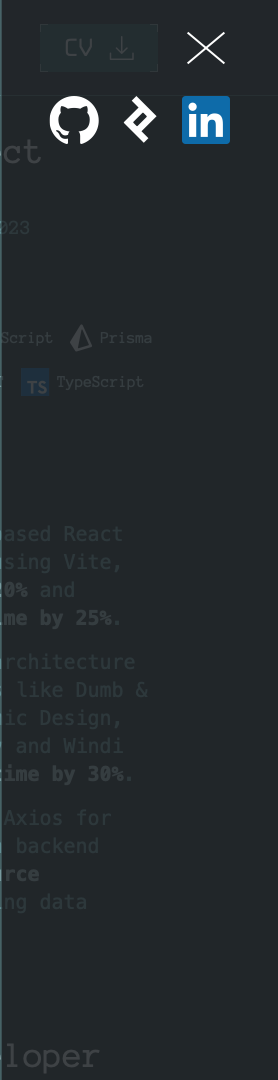 CV
in
ct
023
Script Prisma
TS TypeScript
ased React
sing Vite,
0% and
me by 25%.
architecture
like Dumb &
ic Design,
and Windi
time by 30%.
Axios for
backend
rce
ng data
loper